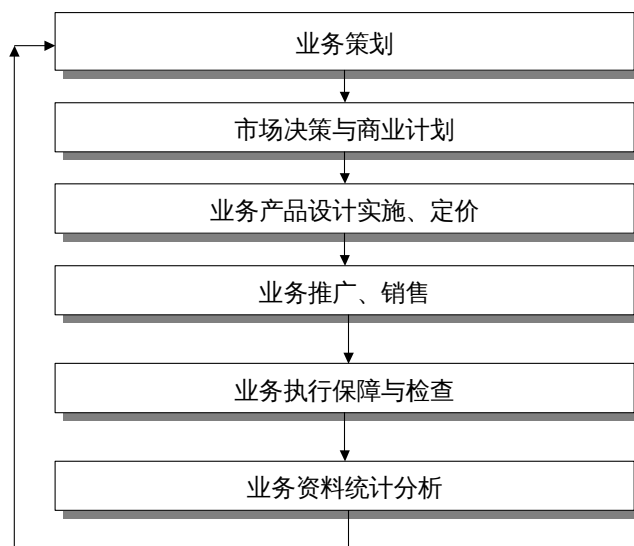 业务策划
市场决策与商业计划
业务产品设计实施、定价
业务推广、销售
业务执行保障与检查
业务资料统计分析